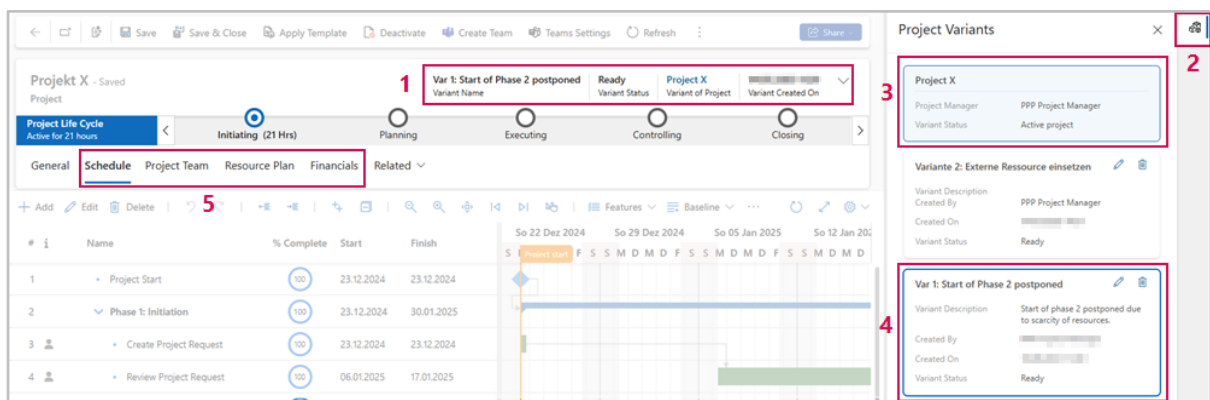 Save
Save & Close
Apply Template
Deactivate
Create Team
Teams Settings
Refresh
Share
Projekt X - Saved
Project
1
Var 1: Start of Phase 2 postponed
Variant Name
Ready
Variant Status
Project X
Variant of Project
Variant Created On
Project Life Cycle
Active for 21 hours
Initiating (21 Hrs)
Planning
Executing
Controlling
Closing
General
Schedule
Project Team
Resource Plan
Financials
Related
5
Add
Edit
Delete
Features
Baseline
# i Name % Complete Start Finish
So 22 Dez 2024
So 29 Dez 2024
So 05 Jan 2025
So 12 Jan 202
S
Project start
F S S M D M D F S S M D M D F S S M D M D
1 Project Start 100 23.12.2024 23.12.2024
2 Phase 1: Initiation 100 23.12.2024 30.01.2025
3 Create Project Request 100 23.12.2024 23.12.2024
4 Review Project Request 100 06.01.2025 17.01.2025
Project Variants
2
3
Project X
Project Manager PPP Project Manager
Variant Status Active project
Variante 2: Externe Ressource einsetzen
Variant Description
Created By PPP Project Manager
Created On
Variant Status Ready
4
Var 1: Start of Phase 2 postponed
Variant Description Start of phase 2 postponed due
to scarcity of resources.
Created By
Created On
Variant Status Ready